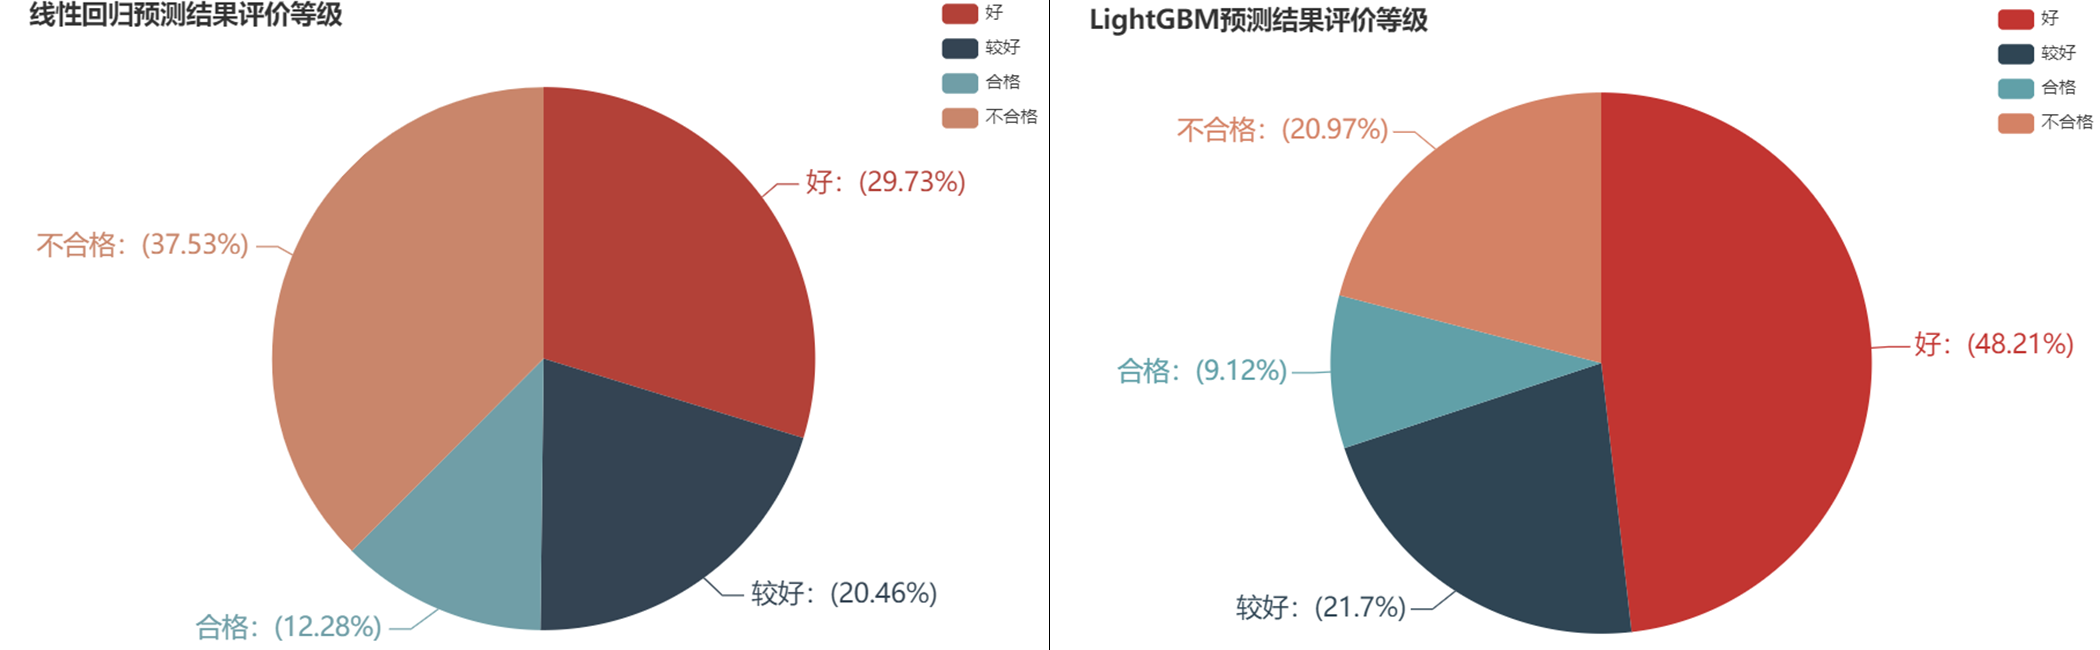 线性回归预测结果评价等级
好
较好
合格
不合格
好：(29.73%)
不合格：(37.53%)
较好：(20.46%)
合格：(12.28%)
LightGBM预测结果评价等级
好
较好
合格
不合格
不合格：(20.97%)
好：(48.21%)
合格：(9.12%)
较好：(21.7%)